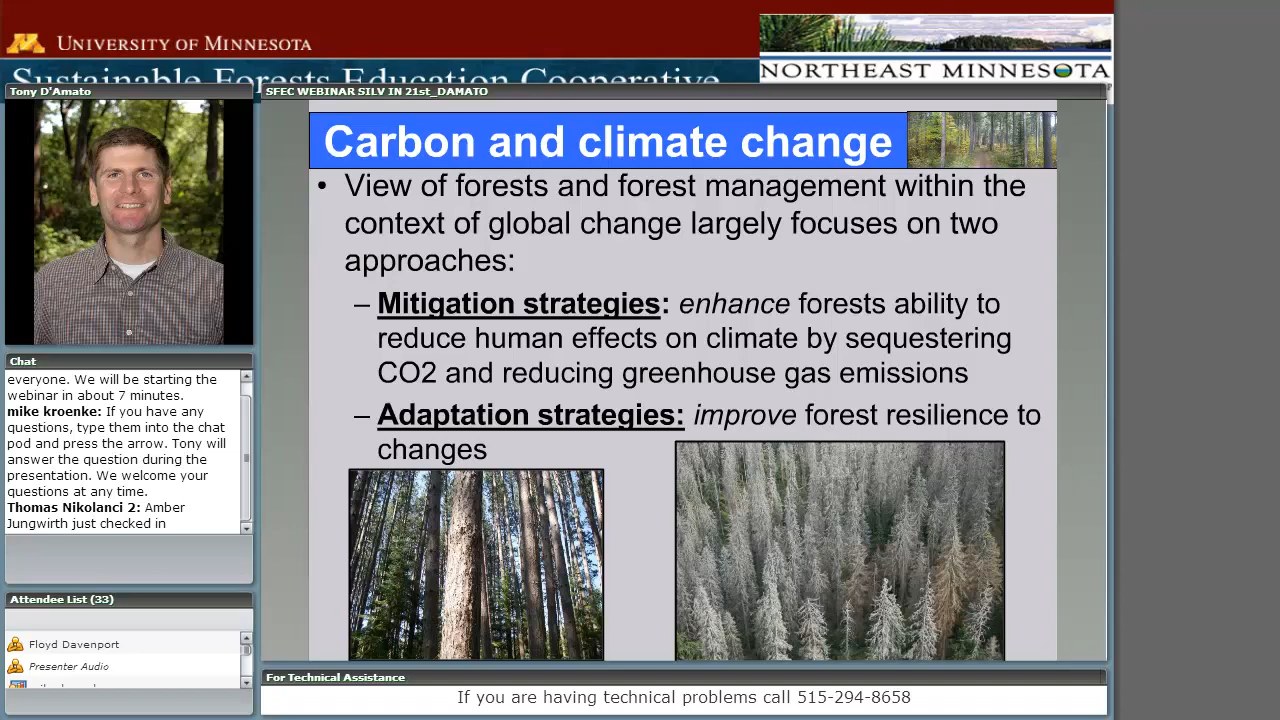 UNIVERSITY OF MINNESOTA
Sustainable Forests Education Cooperative
NORTHEAST MINNESOTA
Tony D'Amato
SFEC WEBINAR SILV IN 21st_DAMATO
Carbon and climate change
• View of forests and forest management within the
context of global change largely focuses on two
approaches:
– Mitigation strategies: enhance forests ability to
reduce human effects on climate by sequestering
CO2 and reducing greenhouse gas emissions
– Adaptation strategies: improve forest resilience to
changes
Chat
everyone. We will be starting the
webinar in about 7 minutes.
mike kroenke: If you have any
questions, type them into the chat
pod and press the arrow. Tony will
answer the question during the
presentation. We welcome your
questions at any time.
Thomas Nikolanci 2: Amber
Jungwirth just checked in
Attendee List (33)
Floyd Davenport
Presenter Audio
For Technical Assistance
If you are having technical problems call 515-294-8658